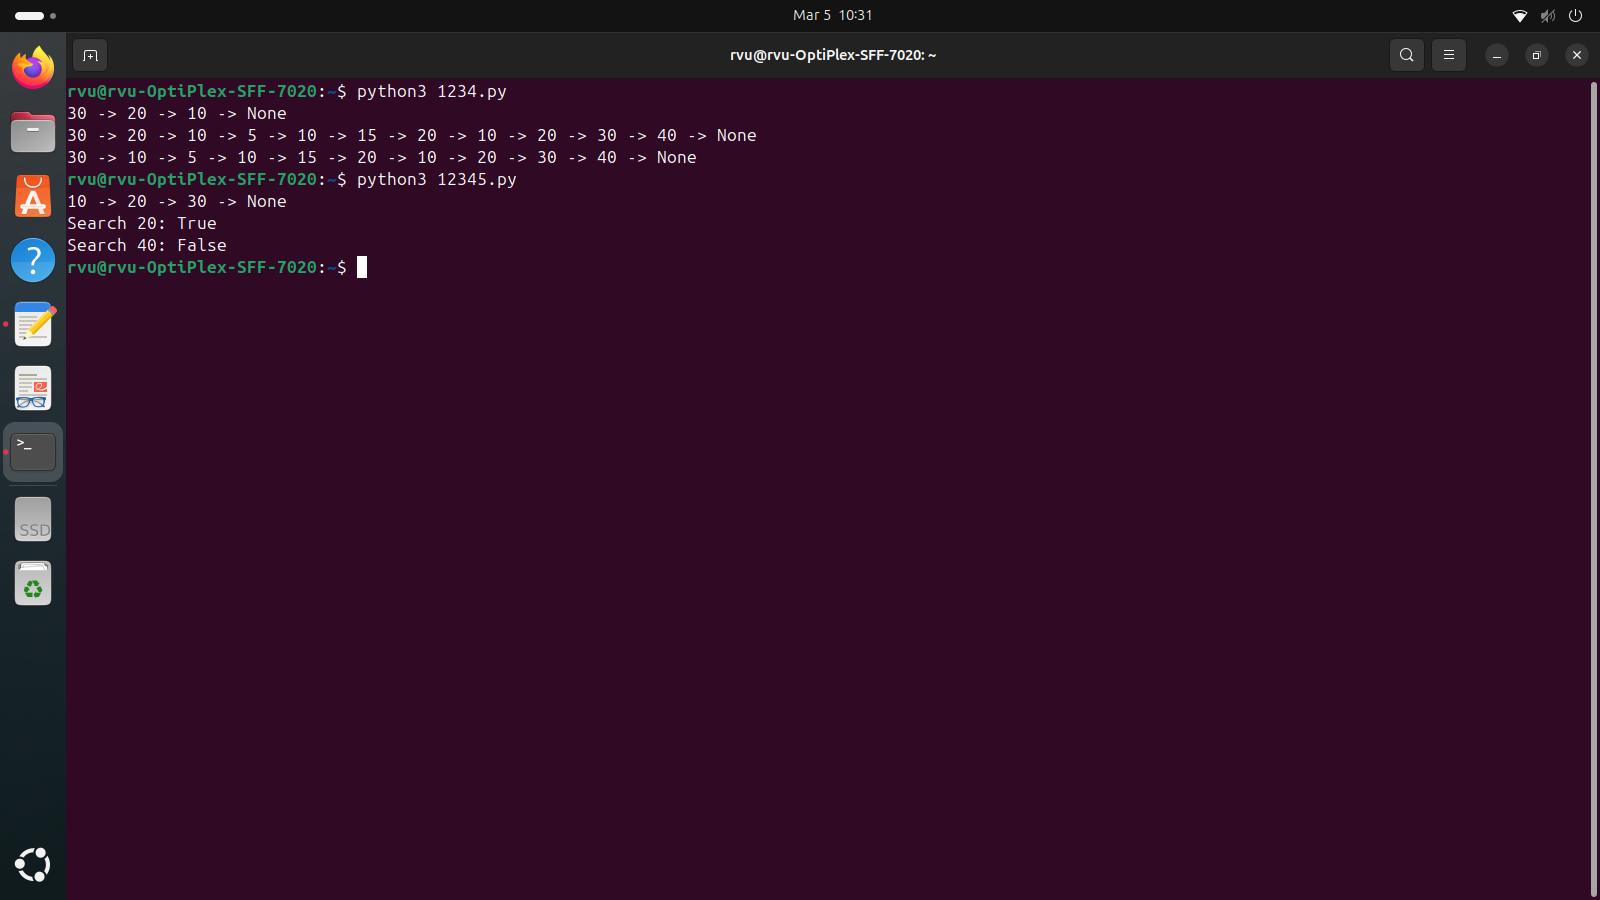 Mar 5 10:31
rvu@rvu-OptiPlex-SFF-7020: ~
rvu@rvu-OptiPlex-SFF-7020:~$ python3 1234.py
30 -> 20 -> 10 -> None
30 -> 20 -> 10 -> 5 -> 10 -> 15 -> 20 -> 10 -> 20 -> 30 -> 40 -> None
30 -> 10 -> 5 -> 10 -> 15 -> 20 -> 10 -> 20 -> 30 -> 40 -> None
rvu@rvu-OptiPlex-SFF-7020:~$ python3 12345.py
10 -> 20 -> 30 -> None
Search 20: True
Search 40: False
rvu@rvu-OptiPlex-SFF-7020:~$
?
>_
SSD